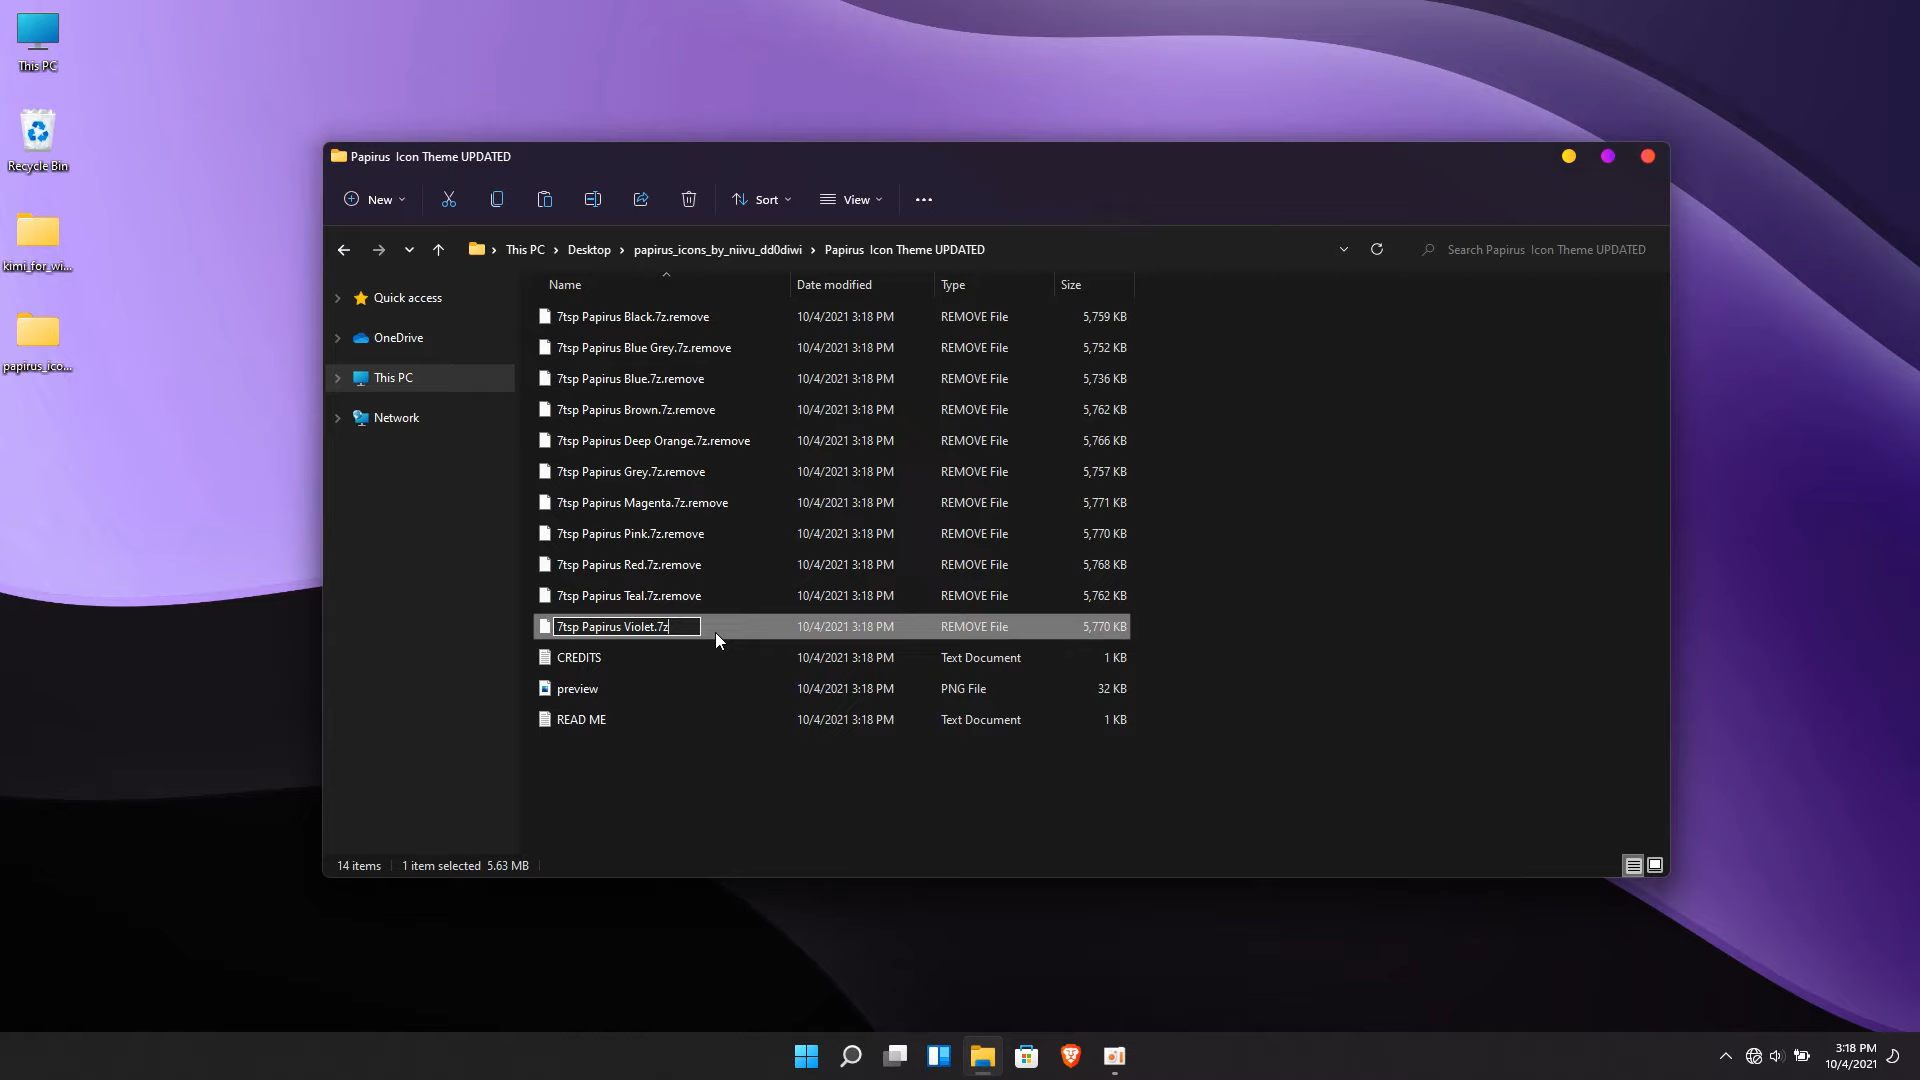 This PC
Recycle Bin
kimi_for_wi...
papirus_ico...
Papirus Icon Theme UPDATED
New
Sort
View
This PC > Desktop > papirus_icons_by_niivu_dd0diwi > Papirus Icon Theme UPDATED
Search Papirus Icon Theme UPDATED
Quick access
OneDrive
This PC
Network
Name Date modified Type Size
7tsp Papirus Black.7z.remove 10/4/2021 3:18 PM REMOVE File 5,759 KB
7tsp Papirus Blue Grey.7z.remove 10/4/2021 3:18 PM REMOVE File 5,752 KB
7tsp Papirus Blue.7z.remove 10/4/2021 3:18 PM REMOVE File 5,736 KB
7tsp Papirus Brown.7z.remove 10/4/2021 3:18 PM REMOVE File 5,762 KB
7tsp Papirus Deep Orange.7z.remove 10/4/2021 3:18 PM REMOVE File 5,766 KB
7tsp Papirus Grey.7z.remove 10/4/2021 3:18 PM REMOVE File 5,757 KB
7tsp Papirus Magenta.7z.remove 10/4/2021 3:18 PM REMOVE File 5,771 KB
7tsp Papirus Pink.7z.remove 10/4/2021 3:18 PM REMOVE File 5,770 KB
7tsp Papirus Red.7z.remove 10/4/2021 3:18 PM REMOVE File 5,768 KB
7tsp Papirus Teal.7z.remove 10/4/2021 3:18 PM REMOVE File 5,762 KB
7tsp Papirus Violet.7z 10/4/2021 3:18 PM REMOVE File 5,770 KB
CREDITS 10/4/2021 3:18 PM Text Document 1 KB
preview 10/4/2021 3:18 PM PNG File 32 KB
READ ME 10/4/2021 3:18 PM Text Document 1 KB
14 items 1 item selected 5.63 MB
3:18 PM
10/4/2021